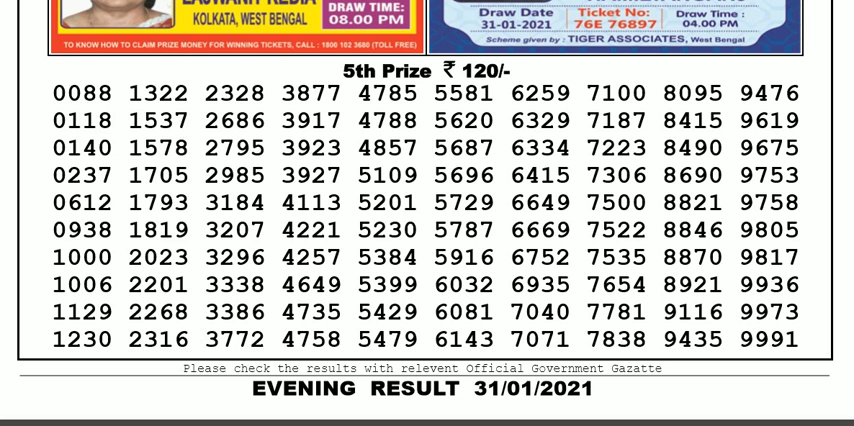 KOLKATA, WEST BENGAL
DRAW TIME:
08.00 PM
TO KNOW HOW TO CLAIM PRIZE MONEY FOR WINNING TICKETS, CALL : 1800 102 3680 (TOLL FREE)
Draw Date
31-01-2021
Ticket No:
76E 76897
Draw Time :
04.00 PM
Scheme given by : TIGER ASSOCIATES, West Bengal
5th Prize ₹ 120/-
0088 1322 2328 3877 4785 5581 6259 7100 8095 9476
0118 1537 2686 3917 4788 5620 6329 7187 8415 9619
0140 1578 2795 3923 4857 5687 6334 7223 8490 9675
0237 1705 2985 3927 5109 5696 6415 7306 8690 9753
0612 1793 3184 4113 5201 5729 6649 7500 8821 9758
0938 1819 3207 4221 5230 5787 6669 7522 8846 9805
1000 2023 3296 4257 5384 5916 6752 7535 8870 9817
1006 2201 3338 4649 5399 6032 6935 7654 8921 9936
1129 2268 3386 4735 5429 6081 7040 7781 9116 9973
1230 2316 3772 4758 5479 6143 7071 7838 9435 9991
Please check the results with relevent Official Government Gazatte
EVENING RESULT 31/01/2021